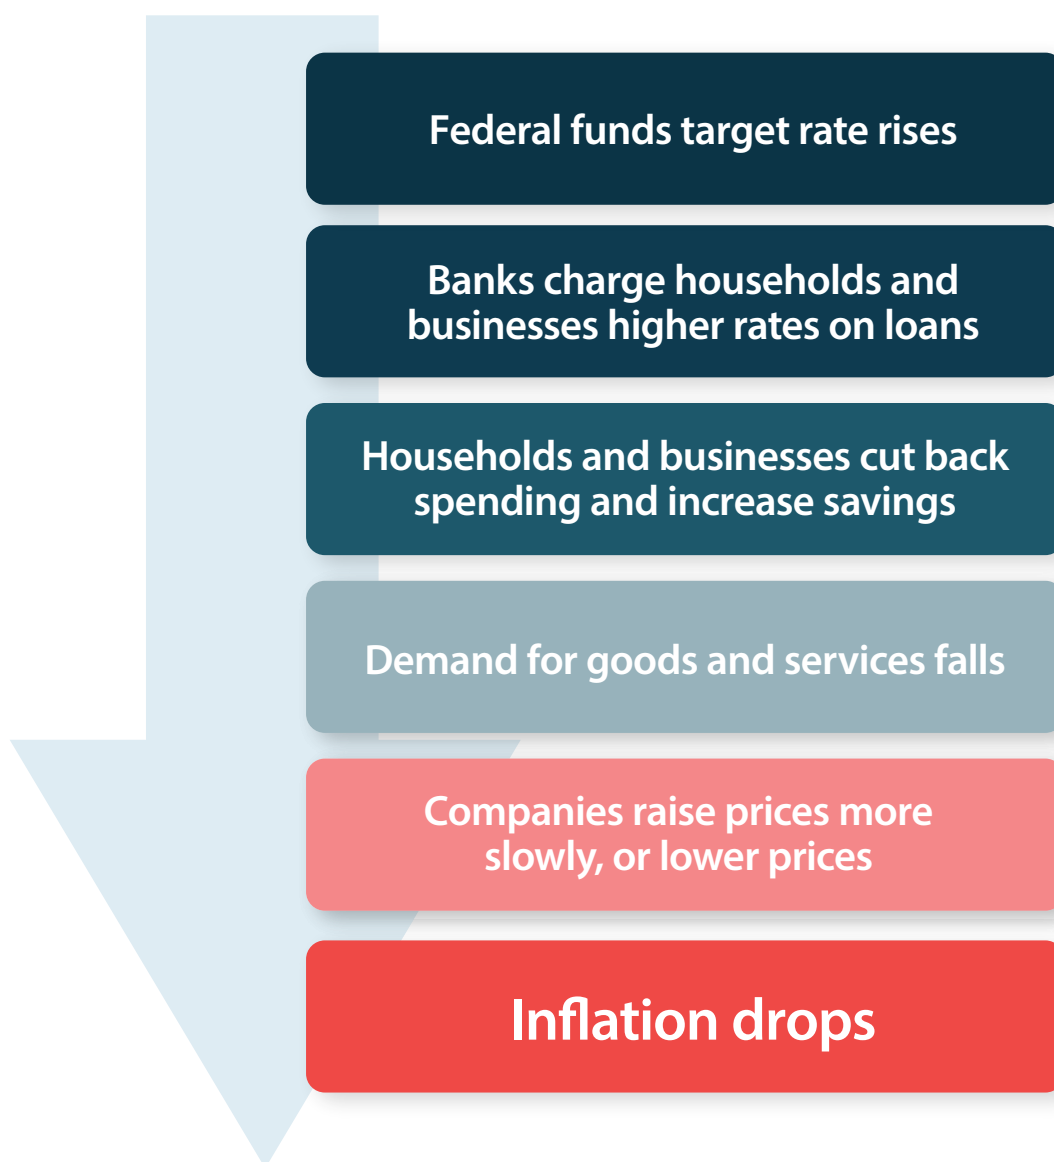 Federal funds target rate rises
Banks charge households and
businesses higher rates on loans
Households and businesses cut back
spending and increase savings
Demand for goods and services falls
Companies raise prices more
slowly, or lower prices
Inflation drops